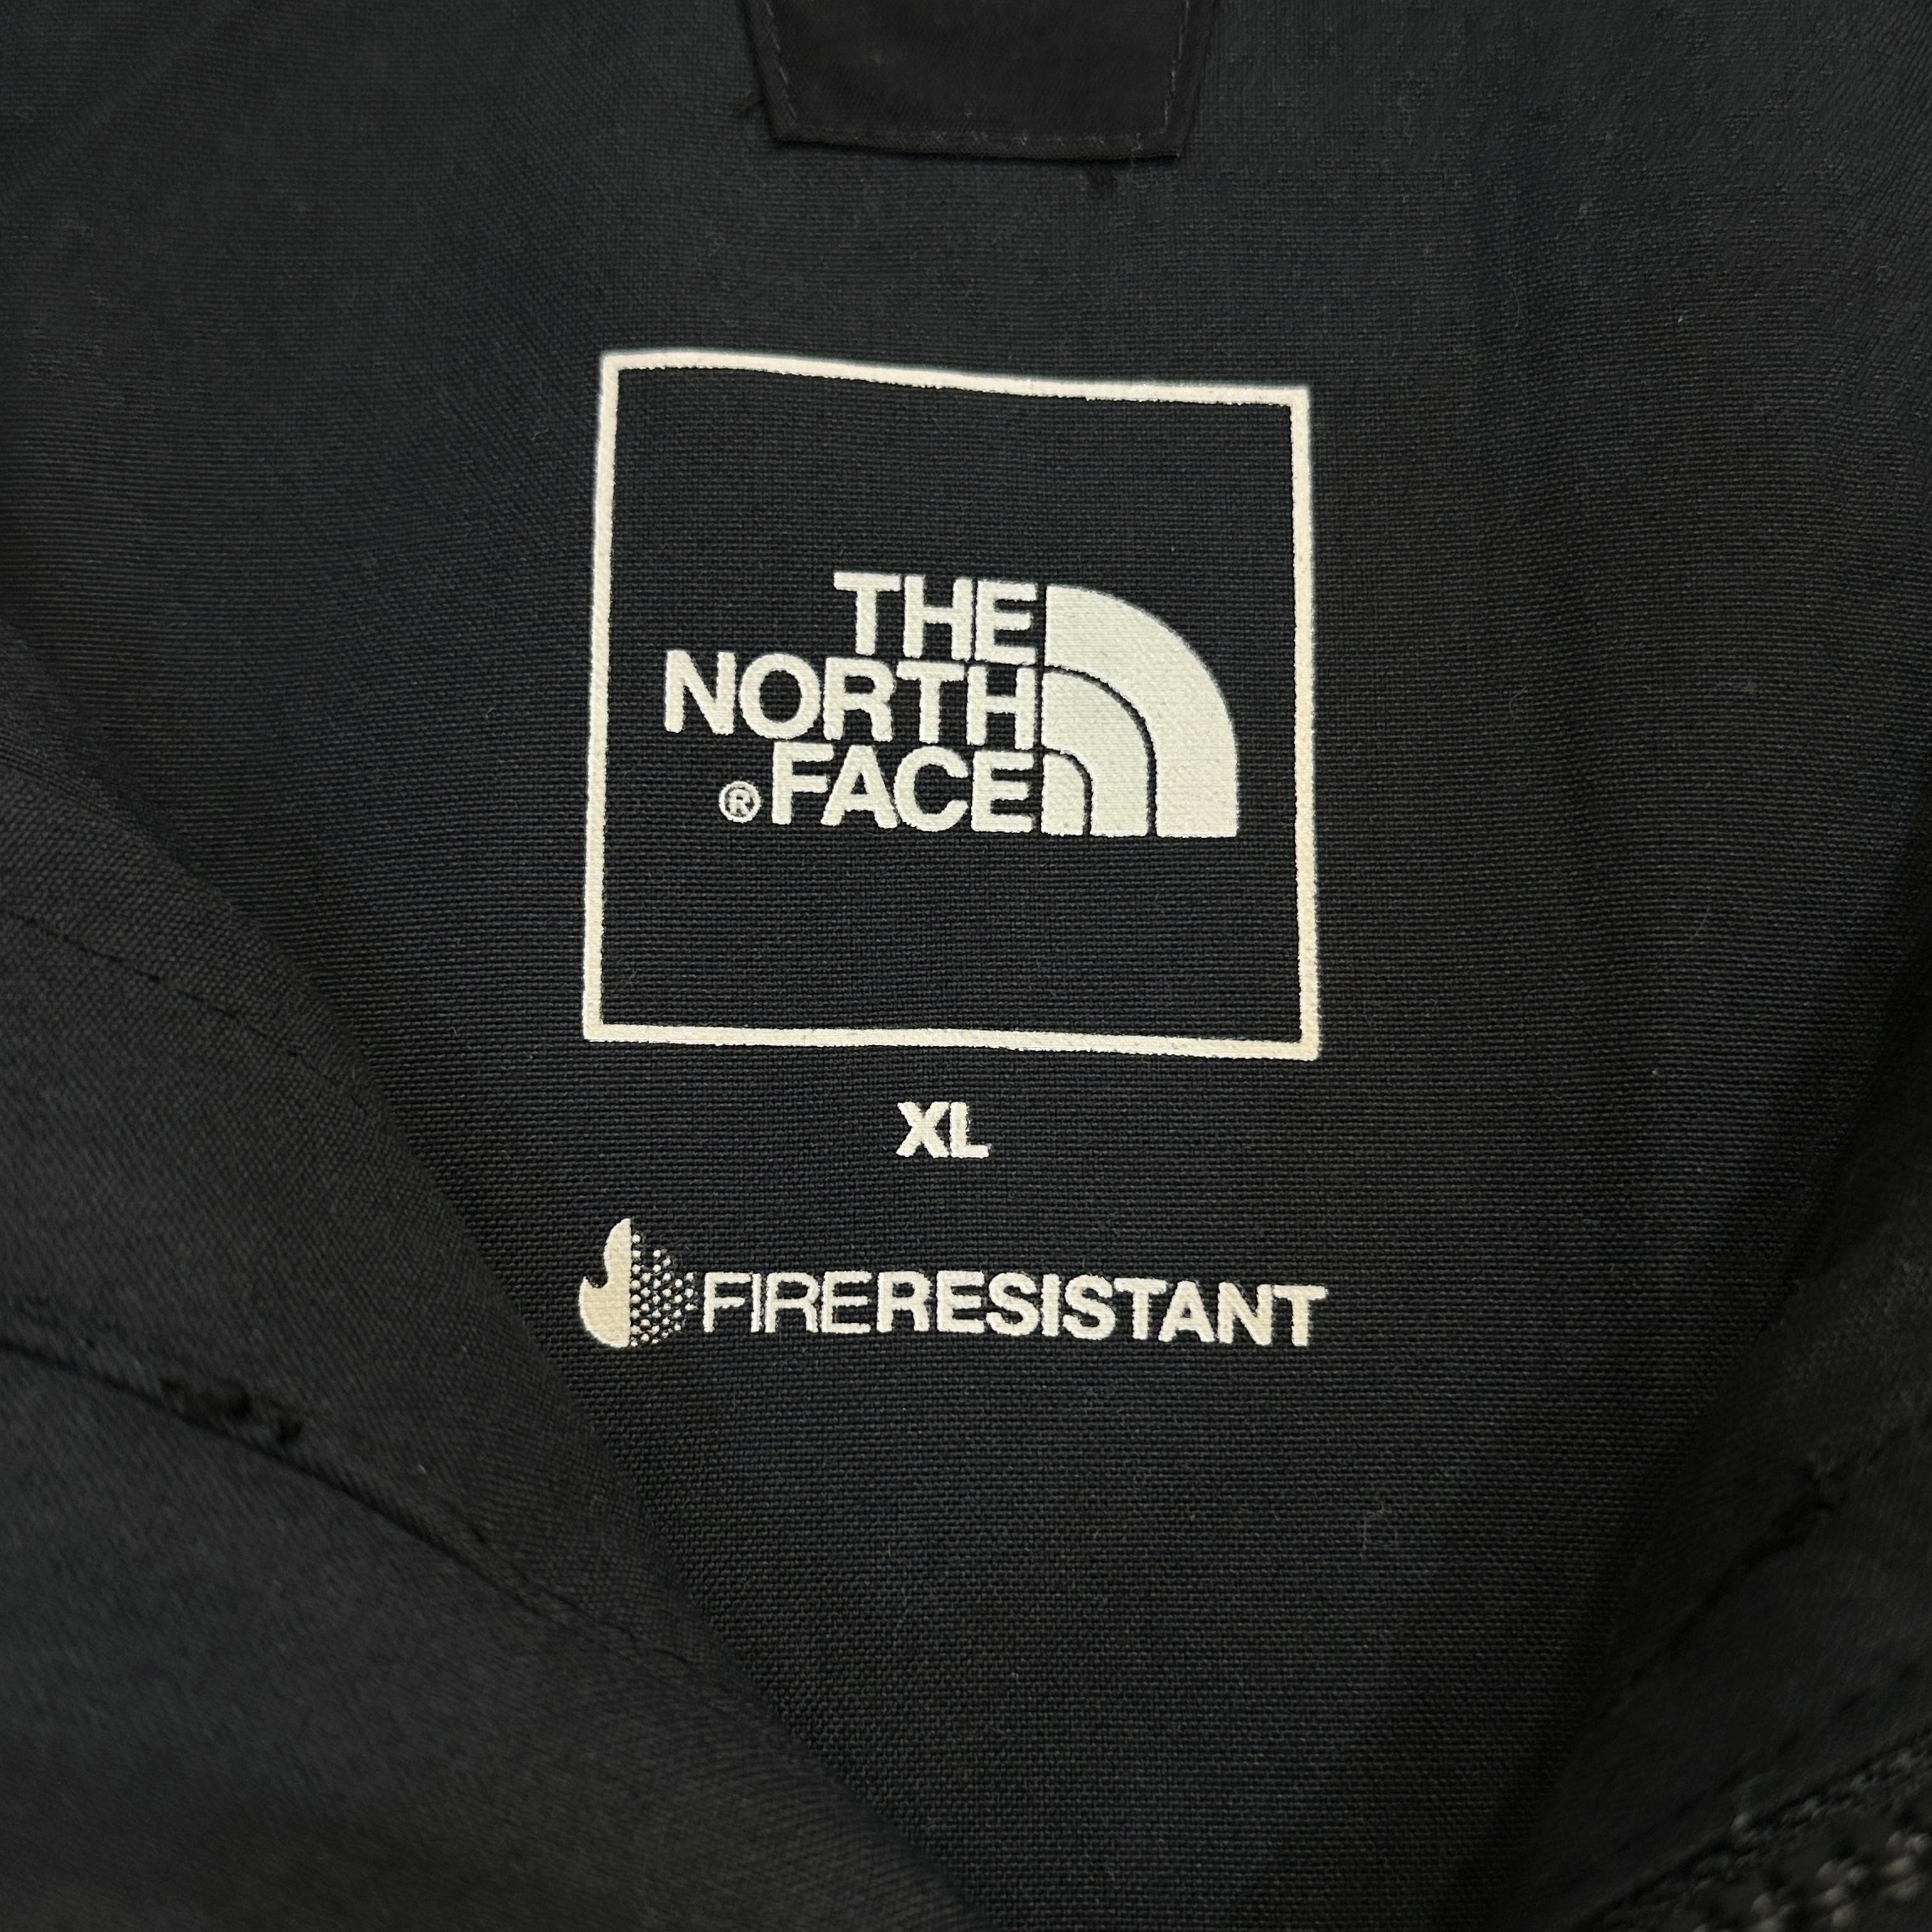 THE
NORTH
®FACE
XL
FIRERESISTANT